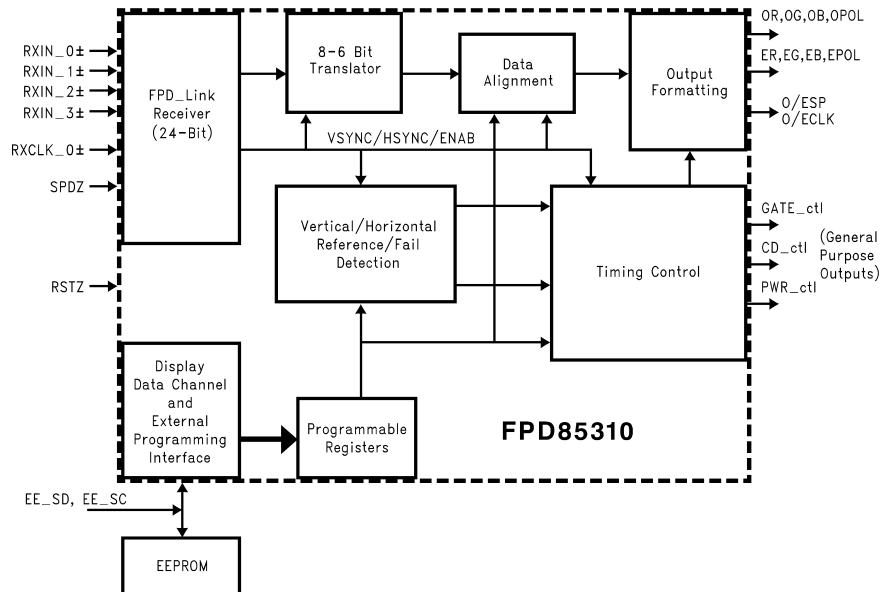 OR,OG,OB,OPOL
RXIN_0±
RXIN_1±
RXIN_2±
RXIN_3±
RXCLK_0±
SPDZ
RSTZ
FPD_Link
Receiver
(24-Bit)
8-6 Bit
Translator
Data
Alignment
Output
Formatting
ER,EG,EB,EPOL
O/ESP
O/ECLK
VSYNC/HSYNC/ENAB
Vertical/Horizontal
Reference/Fail
Detection
Timing Control
GATE_ctl
CD_ctl
PWR_ctl
(General
Purpose
Outputs)
Display
Data Channel
and
External
Programming
Interface
Programmable
Registers
FPD85310
EE_SD, EE_SC
EEPROM